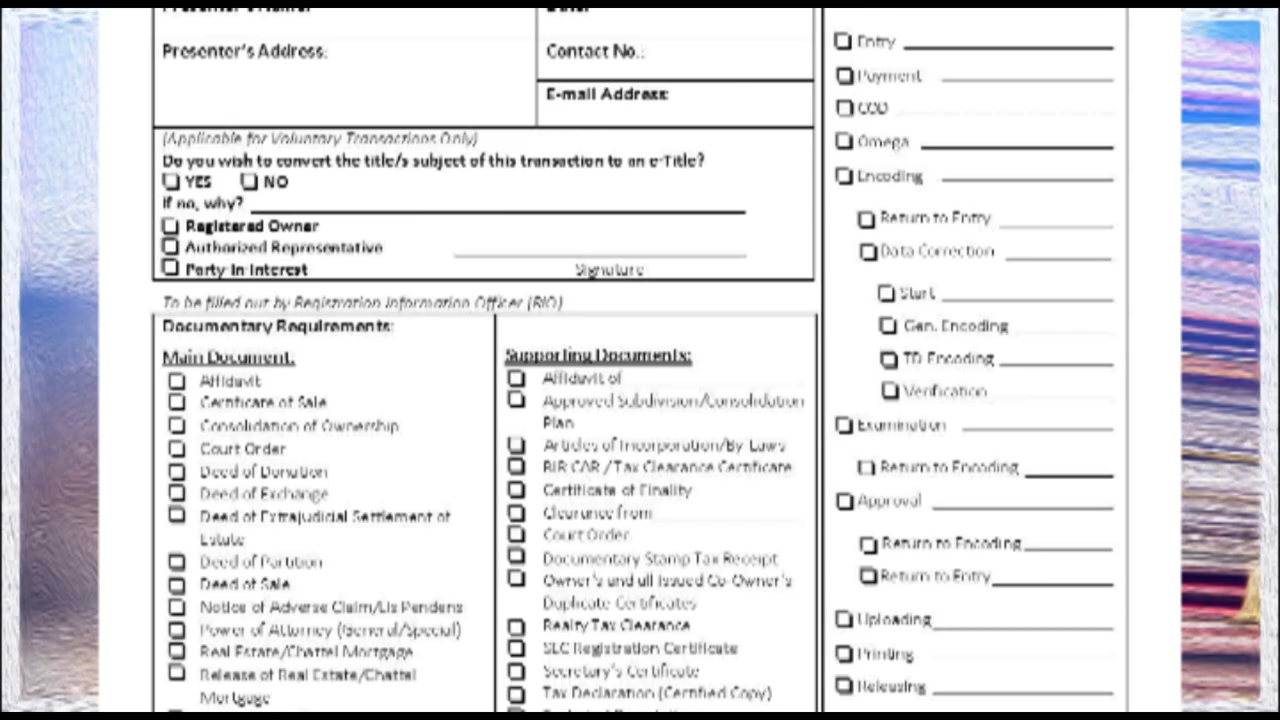 Presenter's Name:
Date:
Presenter's Address:
Contact No.:
E-mail Address:
(Applicable for Voluntary Transactions Only)
Do you wish to convert the title/s subject of this transaction to an e-Title?
YES NO
If no, why?
Registered Owner
Authorized Representative
Party In Interest
Signature
To be filled out by Registration Information Officer (RIO)
Documentary Requirements:
Main Document:
Affidavit
Certificate of Sale
Consolidation of Ownership
Court Order
Deed of Donation
Deed of Exchange
Deed of Extrajudicial Settlement of
Estate
Deed of Partition
Deed of Sale
Notice of Adverse Claim/Lis Pendens
Power of Attorney (General/Special)
Real Estate/Chattel Mortgage
Release of Real Estate/Chattel
Mortgage
Supporting Documents:
Affidavit of
Approved Subdivision/Consolidation
Plan
Articles of Incorporation/By-Laws
BIR CAR /Tax Clearance Certificate
Certificate of Finality
Clearance from
Court Order
Documentary Stamp Tax Receipt
Owner's and all Issued Co-Owner's
Duplicate Certificates
Realty Tax Clearance
SEC Registration Certificate
Secretary's Certificate
Tax Declaration (Certified Copy)
Entry
Payment
COD
Omega
Encoding
Return to Entry
Data Correction
Start
Gen. Encoding
TD Encoding
Verification
Examination
Return to Encoding
Approval
Return to Encoding
Return to Entry
Uploading
Printing
Releasing